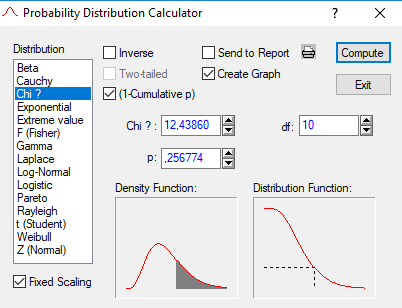 Probability Distribution Calculator ? ×
Distribution
Beta
Cauchy
Chi ?
Exponential
Extreme value
F (Fisher)
Gamma
Laplace
Log-Normal
Logistic
Pareto
Rayleigh
t (Student)
Weibull
Z (Normal)
Fixed Scaling
Inverse
Two-tailed
(1-Cumulative p)
Send to Report
Create Graph
Compute
Exit
Chi ? : 12,43860
df: 10
p: ,256774
Density Function:
Distribution Function: